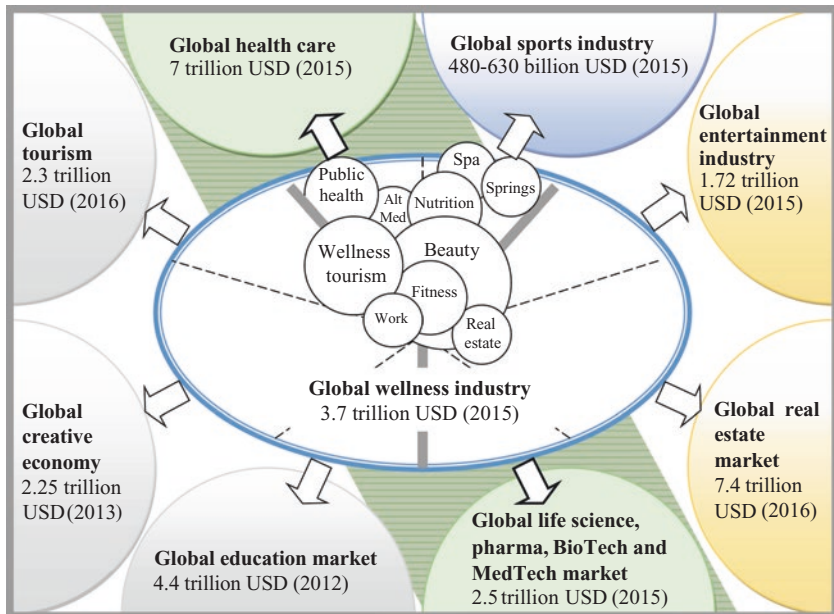 Global health care
7 trillion USD (2015)
Global sports industry
480-630 billion USD (2015)
Global
tourism
2.3 trillion
USD (2016)
Global
entertainment
industry
1.72 trillion
USD (2015)
Public
health
Alt
Med
Nutrition
Spa
Springs
Wellness
tourism
Beauty
Fitness
Work
Real
estate
Global wellness industry
3.7 trillion USD (2015)
Global
creative
economy
2.25 trillion
USD (2013)
Global real
estate
market
7.4 trillion
USD (2016)
Global education market
4.4 trillion USD (2012)
Global life science,
pharma, BioTech and
MedTech market
2.5 trillion USD (2015)